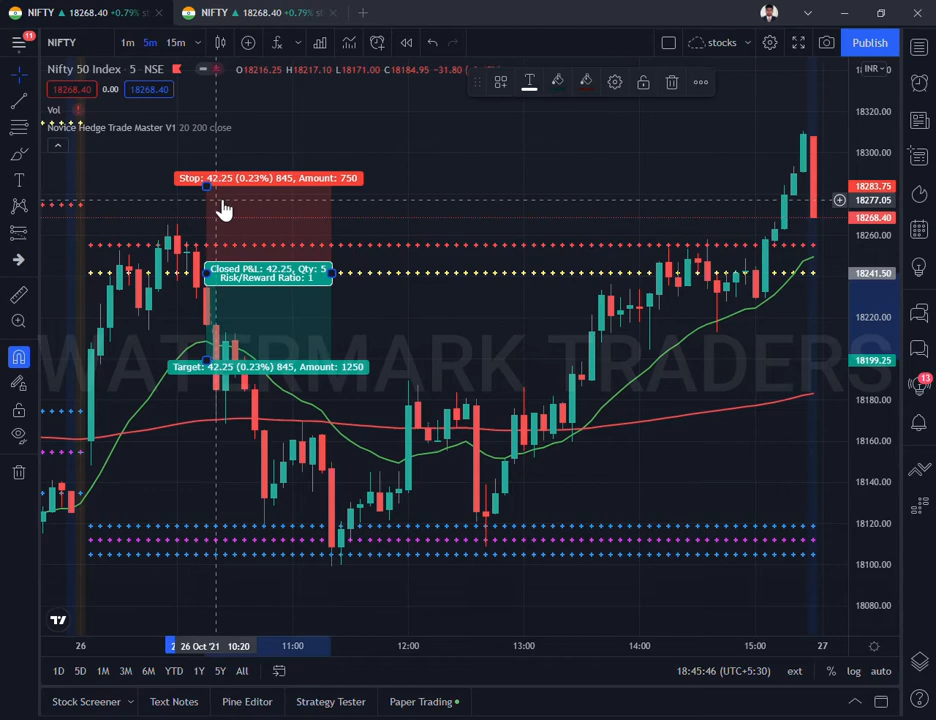 NIFTY ▲ 18268.40 +0.79% st
NIFTY ▲ 18268.40 +0.79% st
11
NIFTY
1m 5m 15m
stocks
Publish
Nifty 50 Index · 5 · NSE
O18216.25 H18217.10 L18171.00 C18184.95 -31.80
INR
18268.40 0.00 18268.40
Vol
Novice Hedge Trade Master V1 20 200 close
Stop: 42.25 (0.23%) 845, Amount: 750
Closed P&L: 42.25, Qty: 5
Risk/Reward Ratio: 1
Target: 42.25 (0.23%) 845, Amount: 1250
WATERMARK TRADERS
18320.00
18300.00
18283.75
18277.05
18268.40
18260.00
18241.50
18220.00
18199.25
18180.00
18160.00
18140.00
18120.00
18100.00
18080.00
13
26 26 Oct '21 10:20 11:00 12:00 13:00 14:00 15:00 27
1D 5D 1M 3M 6M YTD 1Y 5Y All
18:45:46 (UTC+5:30) ext % log auto
Stock Screener Text Notes Pine Editor Strategy Tester Paper Trading